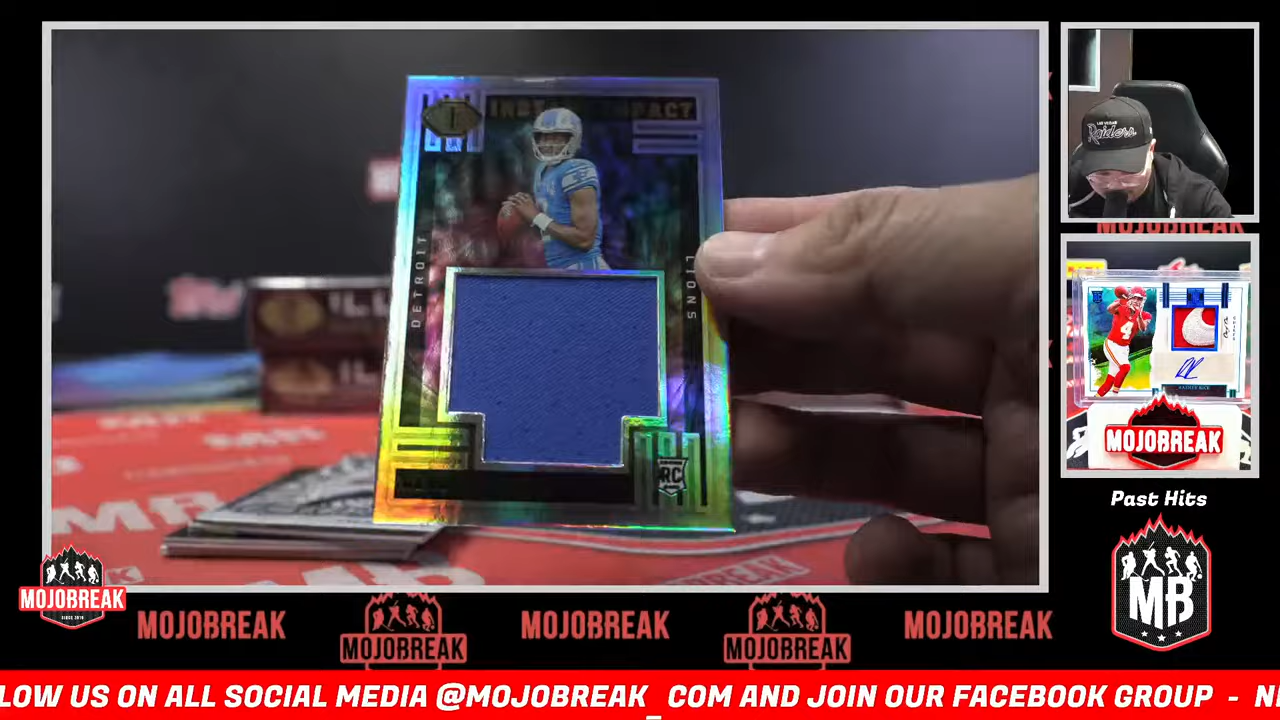 INSTANT IMPACT
DETROIT
LIONS
RC
Raiders
4
MOJOBREAK
Past Hits
MB
MOJOBREAK
MOJOBREAK
MOJOBREAK
MOJOBREAK
MOJOBREAK
MOJOBREAK
LOW US ON ALL SOCIAL MEDIA @MOJOBREAK_COM AND JOIN OUR FACEBOOK GROUP - N